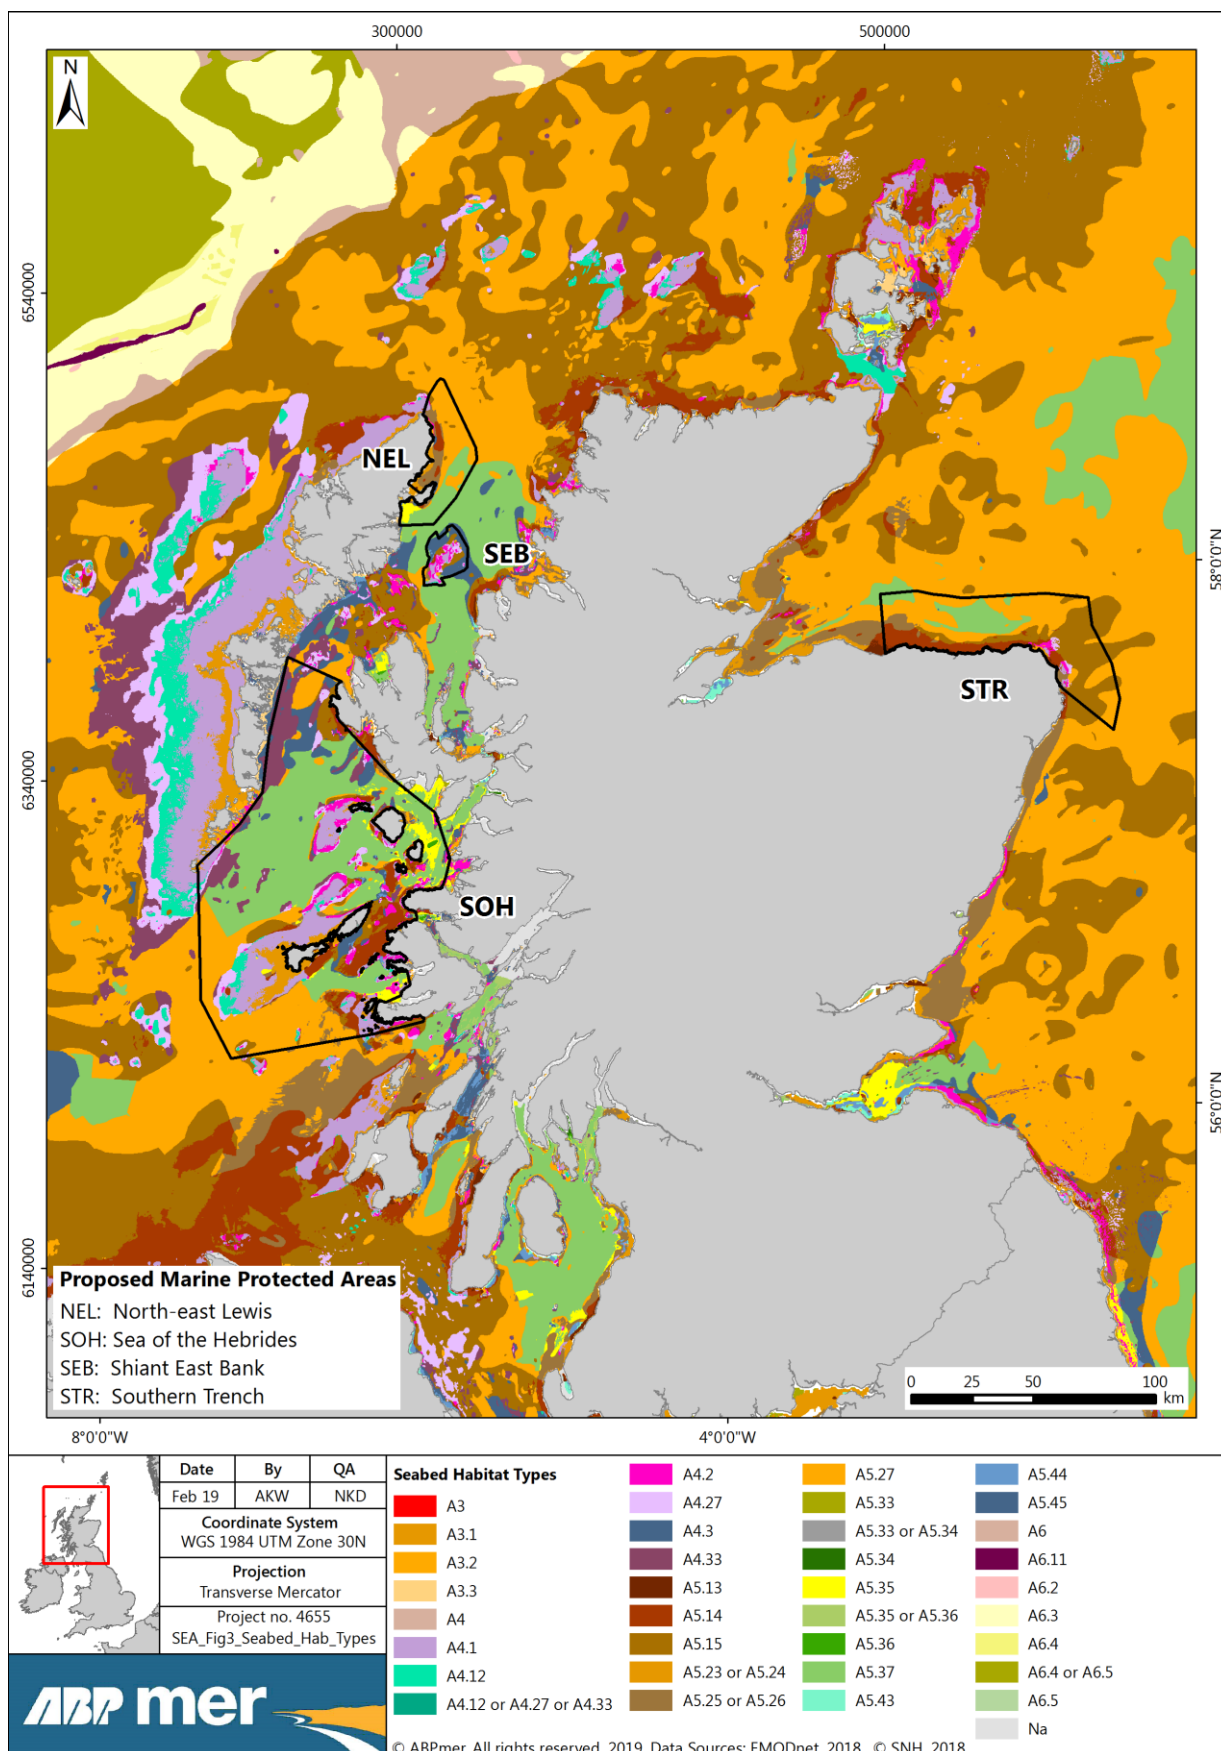 300000
500000
N
6540000
6340000
6140000
58°0'0"N
56°0'0"N
NEL
SEB
STR
SOH
Proposed Marine Protected Areas
NEL: North-east Lewis
SOH: Sea of the Hebrides
SEB: Shiant East Bank
STR: Southern Trench
0 25 50 100
km
8°0'0"W
4°0'0"W
Date By QA
Feb 19 AKW NKD
Coordinate System
WGS 1984 UTM Zone 30N
Projection
Transverse Mercator
Project no. 4655
SEA_Fig3_Seabed_Hab_Types
ABP mer
Seabed Habitat Types
A3
A3.1
A3.2
A3.3
A4
A4.1
A4.12
A4.12 or A4.27 or A4.33
A4.2
A4.27
A4.3
A4.33
A5.13
A5.14
A5.15
A5.23 or A5.24
A5.25 or A5.26
A5.27
A5.33
A5.33 or A5.34
A5.34
A5.35
A5.35 or A5.36
A5.36
A5.37
A5.43
A5.44
A5.45
A6
A6.11
A6.2
A6.3
A6.4
A6.4 or A6.5
A6.5
Na
© ABPmer, All rights reserved, 2019. Data Sources: EMODnet, 2018. © SNH, 2018